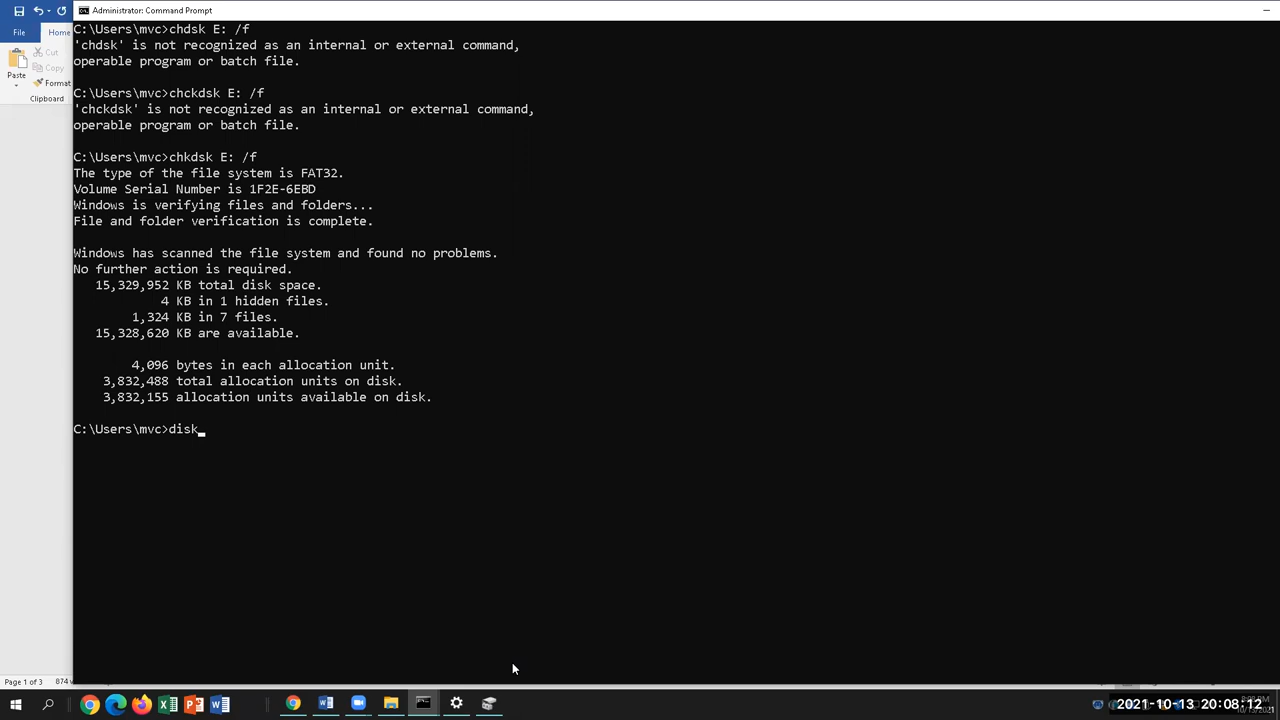 Administrator: Command Prompt
File
Home
Cut
Copy
Paste
Format
Clipboard
C:\Users\mvc>chdsk E: /f
'chdsk' is not recognized as an internal or external command,
operable program or batch file.
C:\Users\mvc>chckdsk E: /f
'chckdsk' is not recognized as an internal or external command,
operable program or batch file.
C:\Users\mvc>chkdsk E: /f
The type of the file system is FAT32.
Volume Serial Number is 1F2E-6EBD
Windows is verifying files and folders...
File and folder verification is complete.
Windows has scanned the file system and found no problems.
No further action is required.
15,329,952 KB total disk space.
4 KB in 1 hidden files.
1,324 KB in 7 files.
15,328,620 KB are available.
4,096 bytes in each allocation unit.
3,832,488 total allocation units on disk.
3,832,155 allocation units available on disk.
C:\Users\mvc>disk_
Page 1 of 3 874
2021-10-13 20:08:12